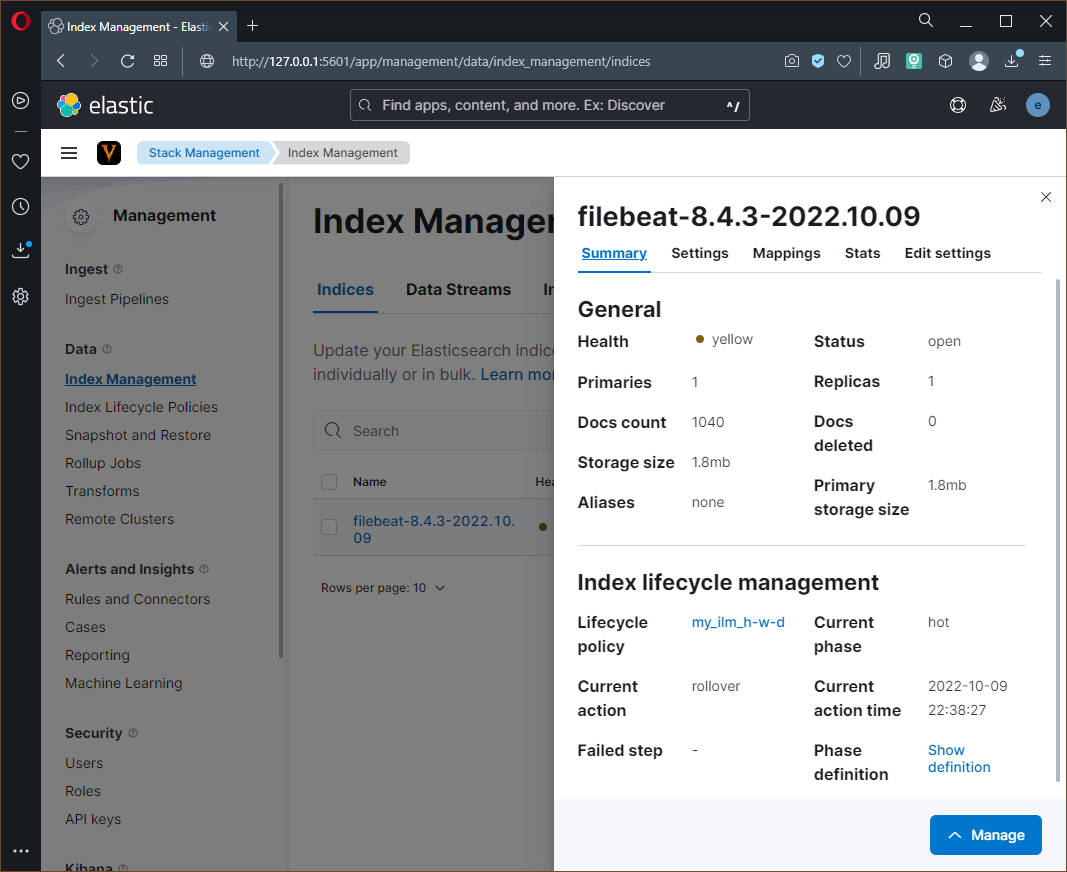 Index Management - Elastic
http://127.0.0.1:5601/app/management/data/index_management/indices
elastic
Find apps, content, and more. Ex: Discover
^/
e
V
Stack Management
Index Management
Management
Ingest
Ingest Pipelines
Data
Index Management
Index Lifecycle Policies
Snapshot and Restore
Rollup Jobs
Transforms
Remote Clusters
Alerts and Insights
Rules and Connectors
Cases
Reporting
Machine Learning
Security
Users
Roles
API keys
Kibana
Index Manager
Indices
Data Streams
In
Update your Elasticsearch indice
individually or in bulk. Learn mor
Search
Name
Hea
filebeat-8.4.3-2022.10.
09
Rows per page: 10
filebeat-8.4.3-2022.10.09
Summary
Settings
Mappings
Stats
Edit settings
General
Health
yellow
Status
open
Primaries
1
Replicas
1
Docs count
1040
Docs
deleted
0
Storage size
1.8mb
Primary
storage size
1.8mb
Aliases
none
Index lifecycle management
Lifecycle
policy
my_ilm_h-w-d
Current
phase
hot
Current
action
rollover
Current
action time
2022-10-09
22:38:27
Failed step
-
Phase
definition
Show
definition
Manage